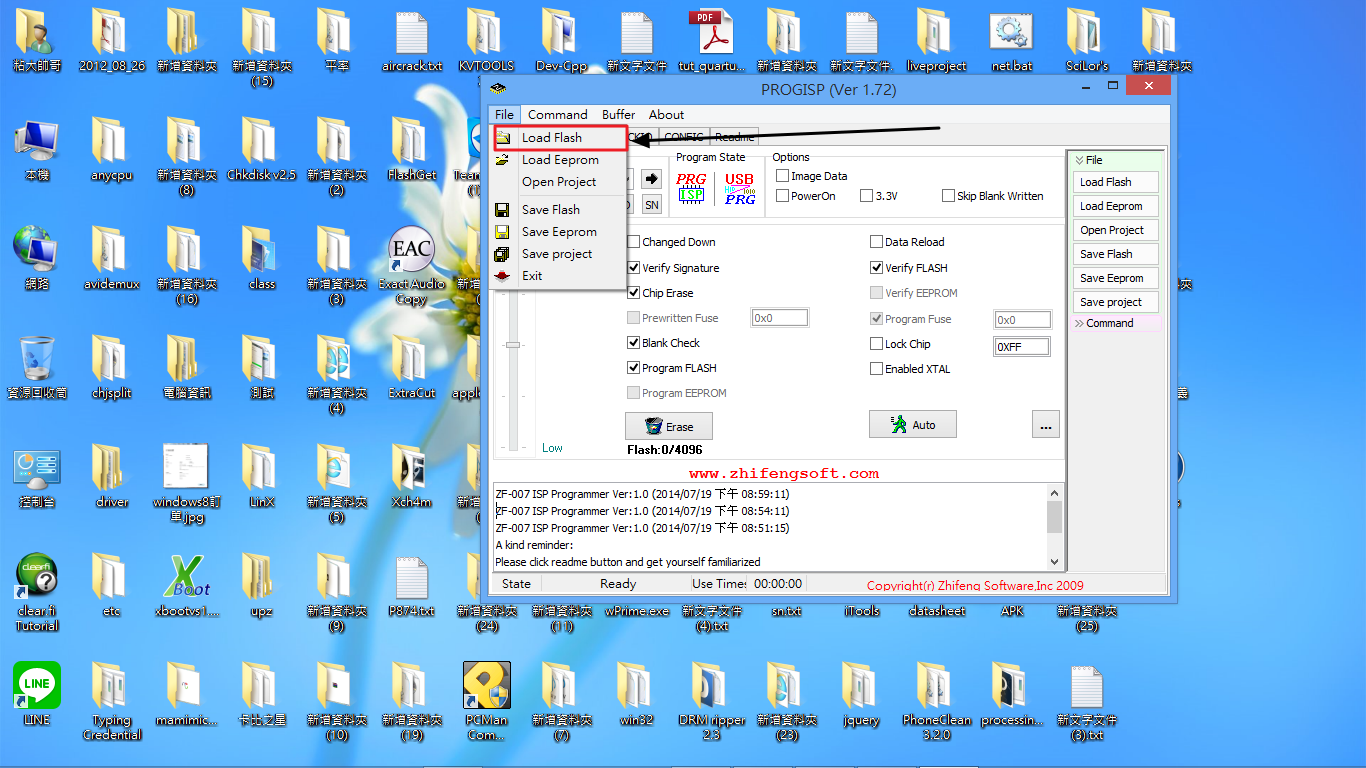 粘大帥哥
2012_08_26
新增資料夾
新增資料夾
(15)
平率
aircrack.txt
KVTOOLS
Dev-Cpp
新文字文件
PDF
tut_quartu...
新增資料夾
新文字文件
liveproject
net.bat
SciLor's
新增資料夾
本機
anycpu
新增資料夾
(8)
Chkdisk v2.5
新增資料夾
(2)
FlashGet
網路
avidemux
新增資料夾
(16)
class
新增資料夾
(3)
EAC
Exact Audio
Copy
資源回收筒
chjsplit
電腦資訊
測試
新增資料夾
(4)
ExtraCut
控制台
driver
windows8訂
單.jpg
LinX
新增資料夾
(5)
Xch4m
clear.fi
clear.fi
Tutorial
etc
XBoot
xbootvs1....
upz
新增資料夾
(9)
P874.txt
新增資料夾
(24)
新增資料夾
(11)
wPrime.exe
新文字文件
(4).txt
sn.txt
iTools
datasheet
APK
新增資料夾
(25)
LINE
LINE
Typing
Credential
mamimic...
卡比之星
新增資料夾
(10)
新增資料夾
(19)
PCMan
Com...
新增資料夾
(7)
win32
DRM ripper
2.3
新增資料夾
(23)
jquery
PhoneClean
3.2.0
processin...
新文字文件
(3).txt
PROGISP (Ver 1.72)
File Command Buffer About
Load Flash
Load Eeprom
Open Project
Save Flash
Save Eeprom
Save project
Exit
CONFIG Readme
Program State
PRG
ISP
USB
PRG
SN
Options
Image Data
PowerOn
3.3V
Skip Blank Written
Changed Down
Verify Signature
Chip Erase
Prewritten Fuse
0x0
Blank Check
Program FLASH
Program EEPROM
Data Reload
Verify FLASH
Verify EEPROM
Program Fuse
0x0
Lock Chip
0XFF
Enabled XTAL
Low
Erase
Auto
...
Flash:0/4096
www.zhifengsoft.com
ZF-007 ISP Programmer Ver:1.0 (2014/07/19 下午 08:59:11)
ZF-007 ISP Programmer Ver:1.0 (2014/07/19 下午 08:54:11)
ZF-007 ISP Programmer Ver:1.0 (2014/07/19 下午 08:51:15)
A kind reminder:
Please click readme button and get yourself familiarized
State Ready Use Time: 00:00:00 Copyright(r) Zhifeng Software,Inc 2009
File
Load Flash
Load Eeprom
Open Project
Save Flash
Save Eeprom
Save project
Command